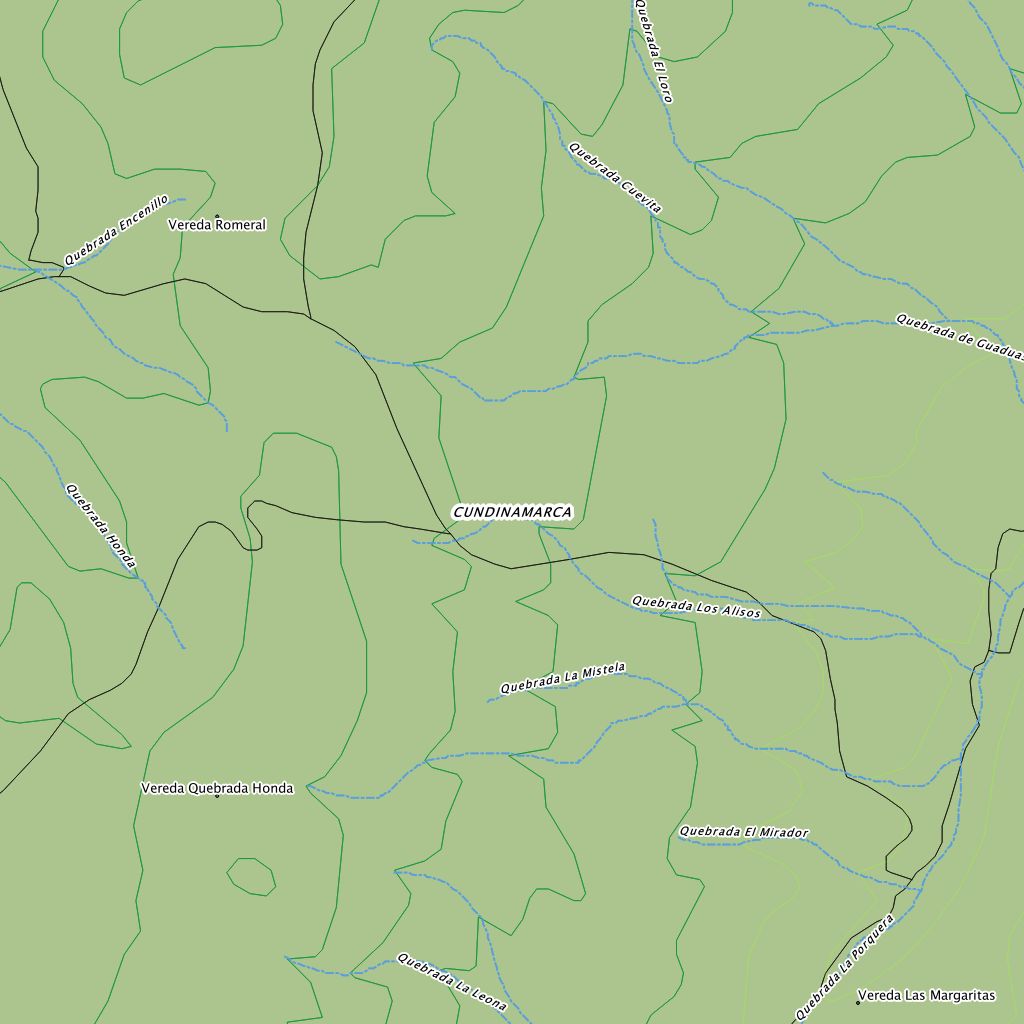 Quebrada El Loro
Quebrada Cuevita
Quebrada Encenillo
Vereda Romeral
Quebrada de Guaduas
Quebrada Honda
CUNDINAMARCA
Quebrada Los Alisos
Quebrada La Mistela
Vereda Quebrada Honda
Quebrada El Mirador
Quebrada La Porquera
Quebrada La Leona
Vereda Las Margaritas